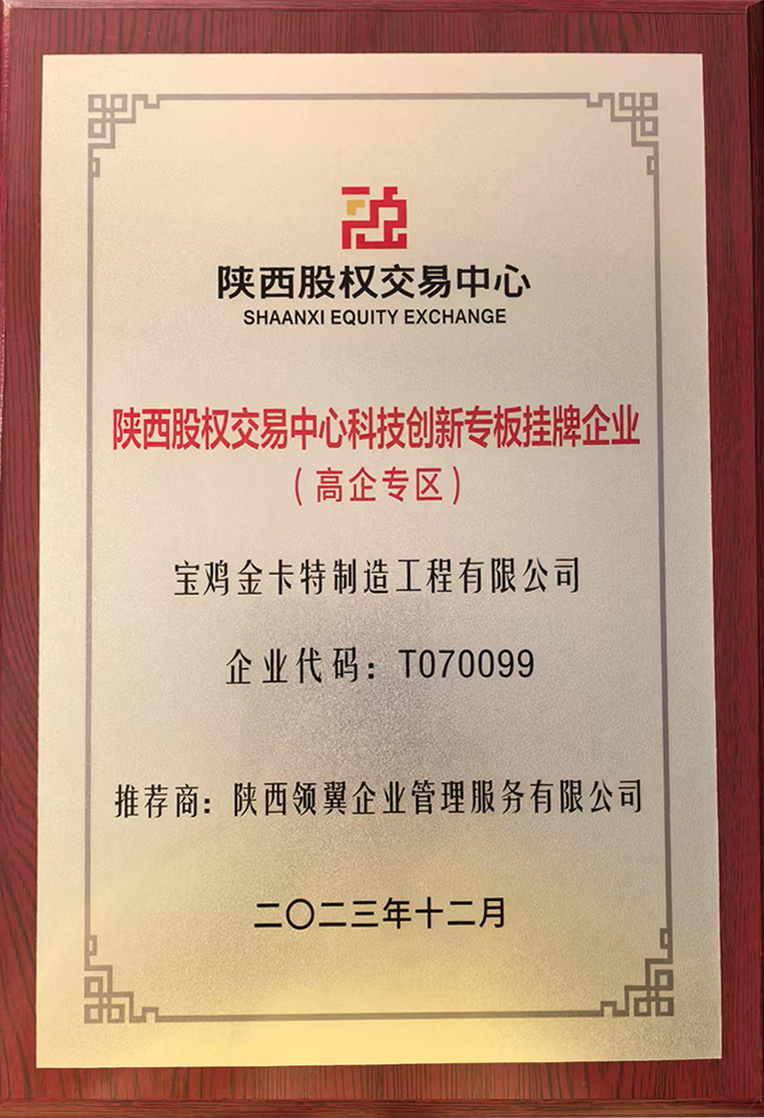 陕西股权交易中心
SHAANXI EQUITY EXCHANGE
陕西股权交易中心科技创新专板挂牌企业
（高企专区）
宝鸡金卡特制造工程有限公司
企业代码：T070099
推荐商：陕西领翼企业管理服务有限公司
二〇二三年十二月